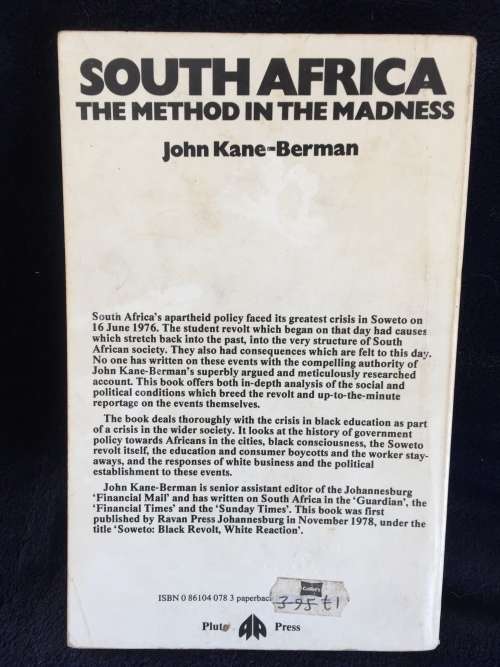 SOUTH AFRICA
THE METHOD IN THE MADNESS
John Kane-Berman
South Africa's apartheid policy faced its greatest crisis in Soweto on
16 June 1976. The student revolt which began on that day had causes
which stretch back into the past, into the very structure of South
African society. They also had consequences which are felt to this day.
No one has written on these events with the compelling authority of
John Kane-Berman's superbly argued and meticulously researched
account. This book offers both in-depth analysis of the social and
political conditions which breed the revolt and up-to-the-minute
reportage on the events themselves.
The book deals thoroughly with the crisis in black education as part
of a crisis in the wider society. It looks at the history of government
policy towards Africans in the cities, black consciousness, the Soweto
revolt itself, the education and consumer boycotts and the worker stay-
aways, and the responses of white business and the political
establishment to these events.
John Kane-Berman is senior assistant editor of the Johannesburg
'Financial Mail' and has written on South Africa in the 'Guardian', the
'Financial Times' and the 'Sunday Times'. This book was first
published by Ravan Press Johannesburg in November 1978, under the
title 'Soweto: Black Revolt, White Reaction'.
ISBN 0 86104 078 3 paperbac
3-95 £1
Pluto Press